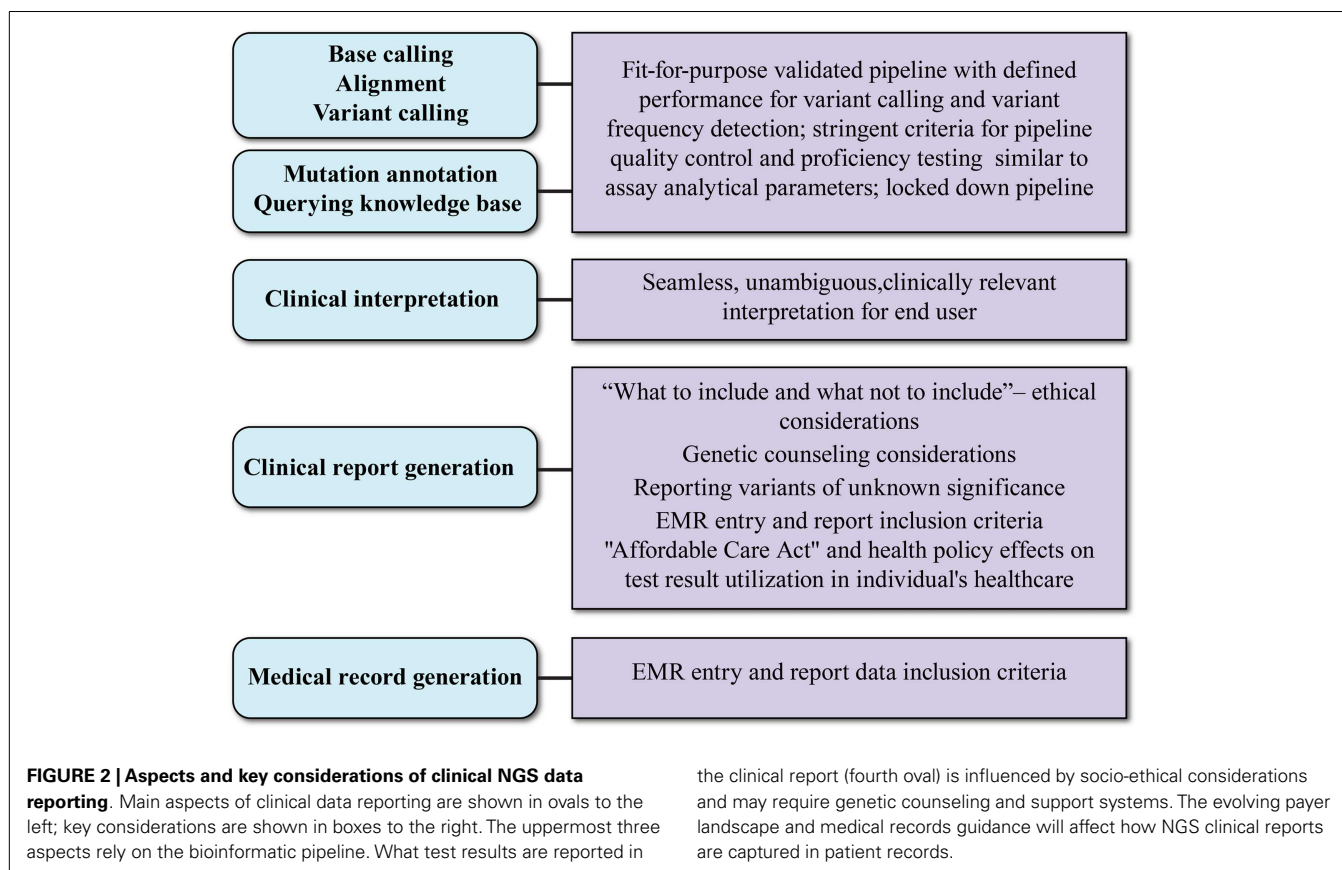 Base calling
Alignment
Variant calling
Fit-for-purpose validated pipeline with defined
performance for variant calling and variant
frequency detection; stringent criteria for pipeline
quality control and proficiency testing similar to
assay analytical parameters; locked down pipeline
Mutation annotation
Querying knowledge base
Clinical interpretation
Seamless, unambiguous,clinically relevant
interpretation for end user
Clinical report generation
“What to include and what not to include”– ethical
considerations
Genetic counseling considerations
Reporting variants of unknown significance
EMR entry and report inclusion criteria
"Affordable Care Act" and health policy effects on
test result utilization in individual's healthcare
Medical record generation
EMR entry and report data inclusion criteria
FIGURE 2 | Aspects and key considerations of clinical NGS data
reporting. Main aspects of clinical data reporting are shown in ovals to the
left; key considerations are shown in boxes to the right. The uppermost three
aspects rely on the bioinformatic pipeline. What test results are reported in
the clinical report (fourth oval) is influenced by socio-ethical considerations
and may require genetic counseling and support systems. The evolving payer
landscape and medical records guidance will affect how NGS clinical reports
are captured in patient records.